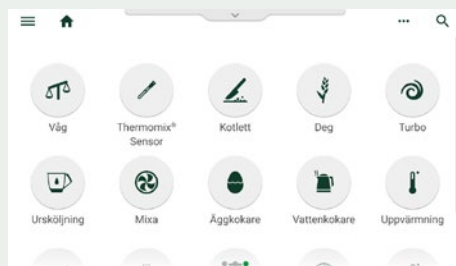 Våg
Thermomix®
Sensor
Kotlett
Deg
Turbo
Ursköljning
Mixa
Äggkokare
Vattenkokare
Uppvärmning